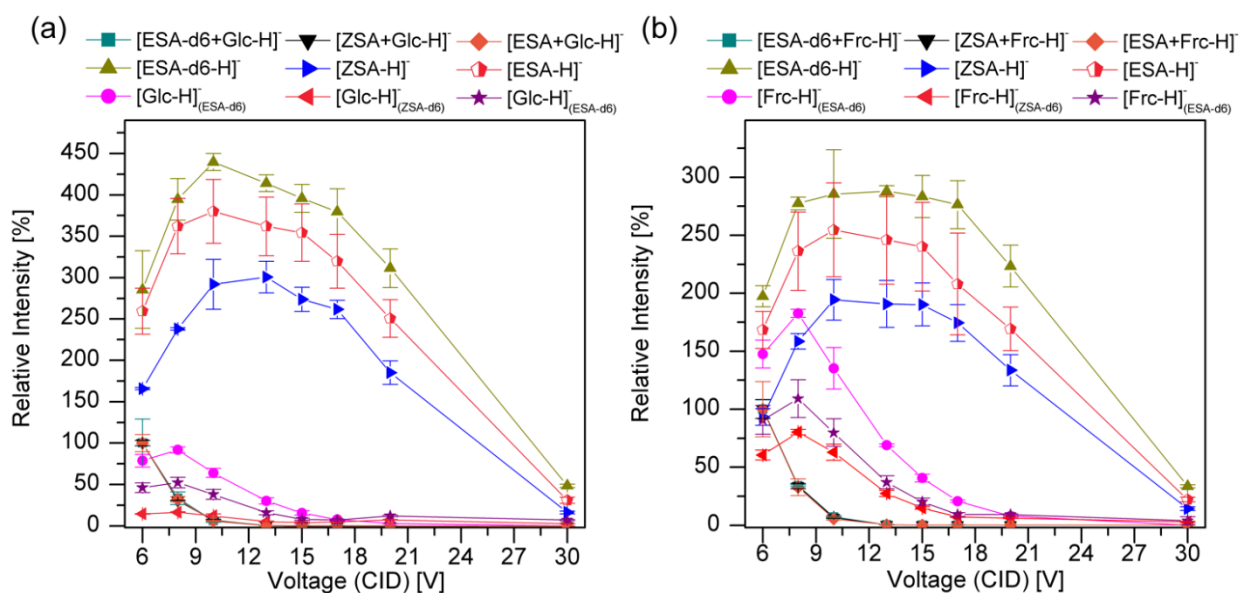 (a)
[ESA-d6+Glc-H]⁻ [ZSA+Glc-H]⁻ [ESA+Glc-H]⁻
[ESA-d6-H]⁻ [ZSA-H]⁻ [ESA-H]⁻
[Glc-H]⁻(ESA-d6) [Glc-H]⁻(ZSA-d6) [Glc-H]⁻(ESA-d6)
Relative Intensity [%]
450
400
350
300
250
200
150
100
50
0
6 9 12 15 18 21 24 27 30
Voltage (CID) [V]
(b)
[ESA-d6+Frc-H]⁻ [ZSA+Frc-H]⁻ [ESA+Frc-H]⁻
[ESA-d6-H]⁻ [ZSA-H]⁻ [ESA-H]⁻
[Frc-H]⁻(ESA-d6) [Frc-H]⁻(ZSA-d6) [Frc-H]⁻(ESA-d6)
Relative Intensity [%]
300
250
200
150
100
50
0
6 9 12 15 18 21 24 27 30
Voltage (CID) [V]